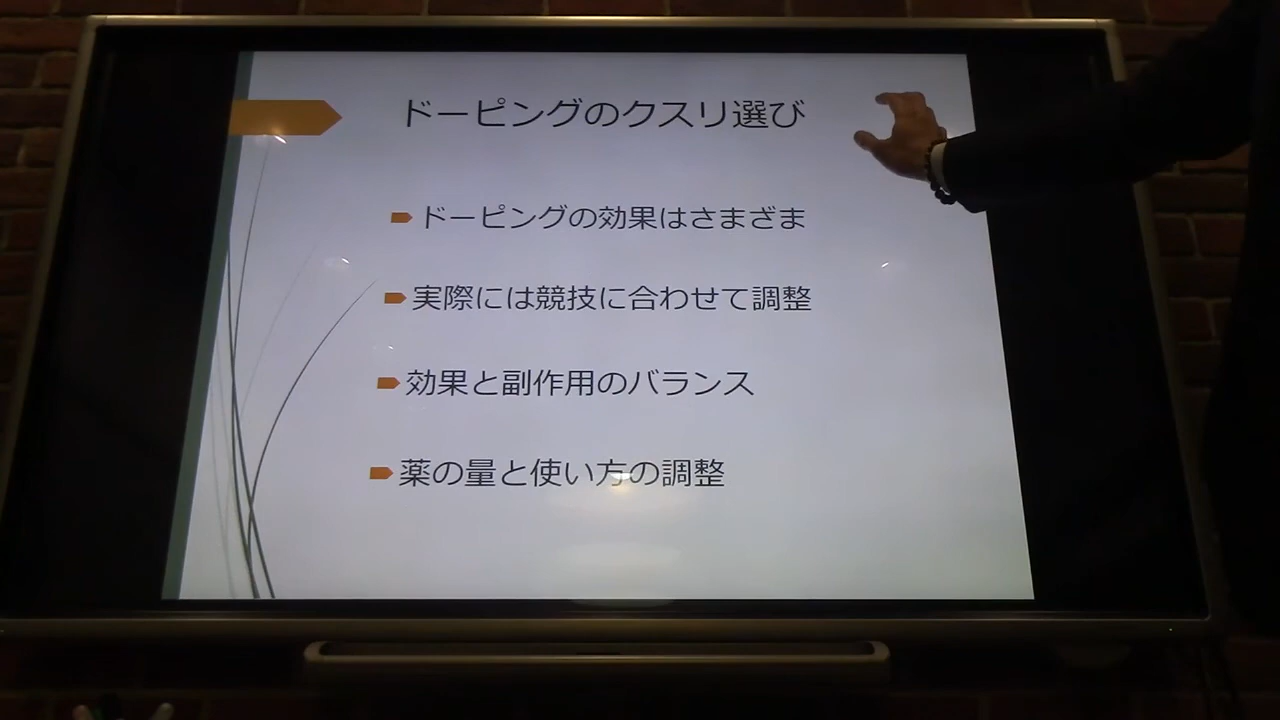 ドーピングのクスリ選び
ドーピングの効果はさまざま
実際には競技に合わせて調整
効果と副作用のバランス
薬の量と使い方の調整